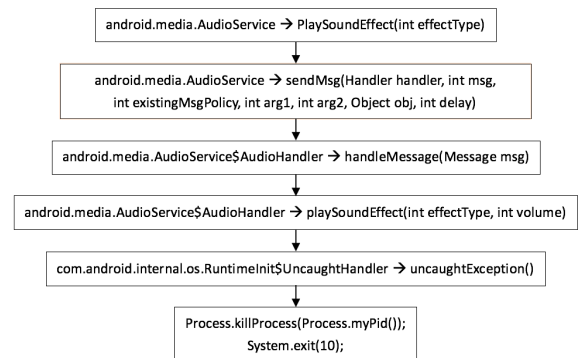 android.media.AudioService → PlaySoundEffect(int effectType)
android.media.AudioService → sendMsg(Handler handler, int msg,
int existingMsgPolicy, int arg1, int arg2, Object obj, int delay)
android.media.AudioService$AudioHandler → handleMessage(Message msg)
android.media.AudioService$AudioHandler → playSoundEffect(int effectType, int volume)
com.android.internal.os.RuntimeInit$UncaughtHandler → uncaughtException()
Process.killProcess(Process.myPid());
System.exit(10);